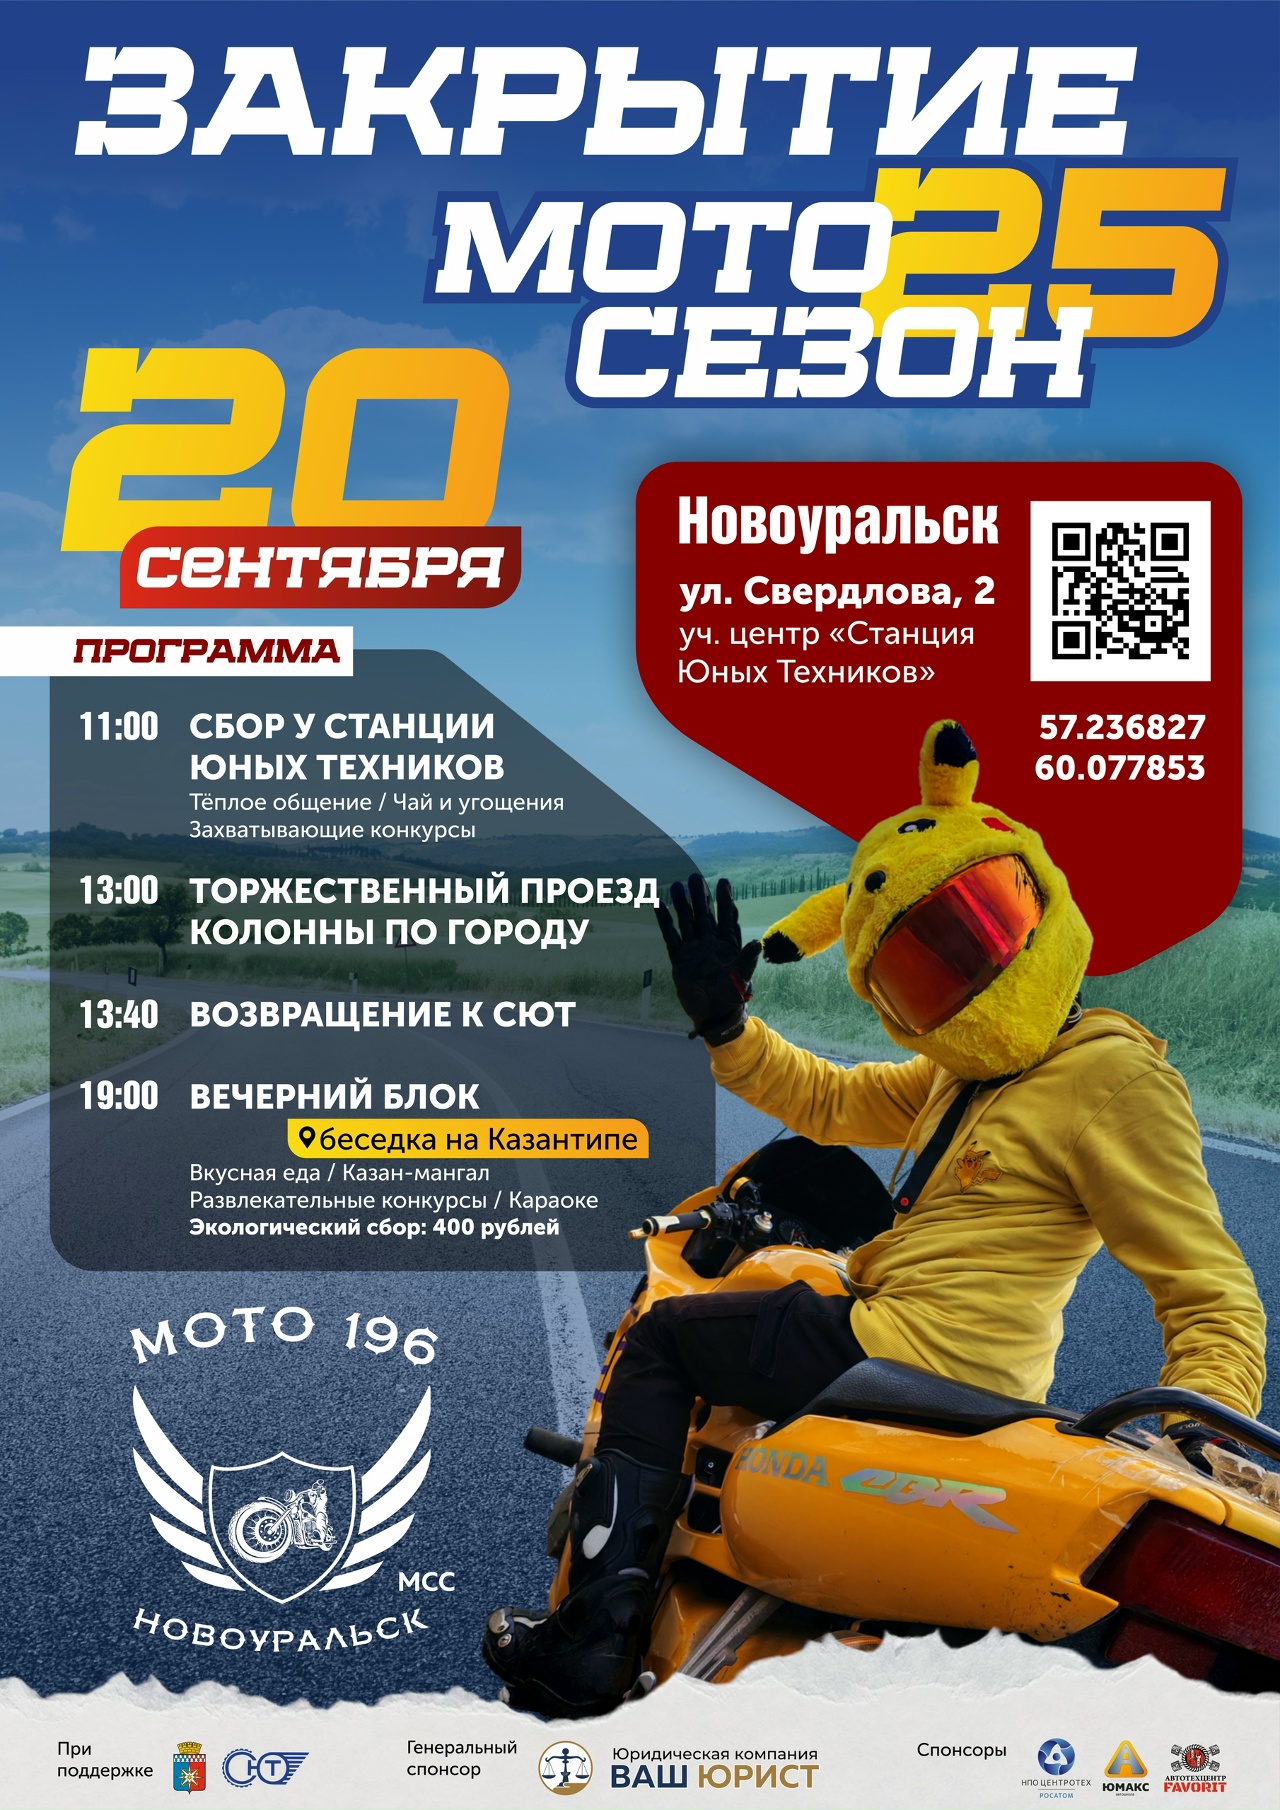 ЗАКРЫТИЕ
МОТО 25
СЕЗОН
20
СЕНТЯБРЯ
Новоуральск
ул. Свердлова, 2
уч. центр «Станция
Юных Техников»
57.236827
60.077853
ПРОГРАММА
11:00 СБОР У СТАНЦИИ
ЮНЫХ ТЕХНИКОВ
Тёплое общение / Чай и угощения
Захватывающие конкурсы
13:00 ТОРЖЕСТВЕННЫЙ ПРОЕЗД
КОЛОННЫ ПО ГОРОДУ
13:40 ВОЗВРАЩЕНИЕ К СЮТ
19:00 ВЕЧЕРНИЙ БЛОК
беседка на Казантипе
Вкусная еда / Казан-мангал
Развлекательные конкурсы / Караоке
Экологический сбор: 400 рублей
МОТО 196
МСС
НОВОУРАЛЬСК
HONDA CBR
При
поддержке
Генеральный
спонсор
Юридическая компания
ВАШ ЮРИСТ
Спонсоры
НПО ЦЕНТРОТЕХ
РОСАТОМ
ЮМАКС
АВТОТЕХЦЕНТР
FAVORIT